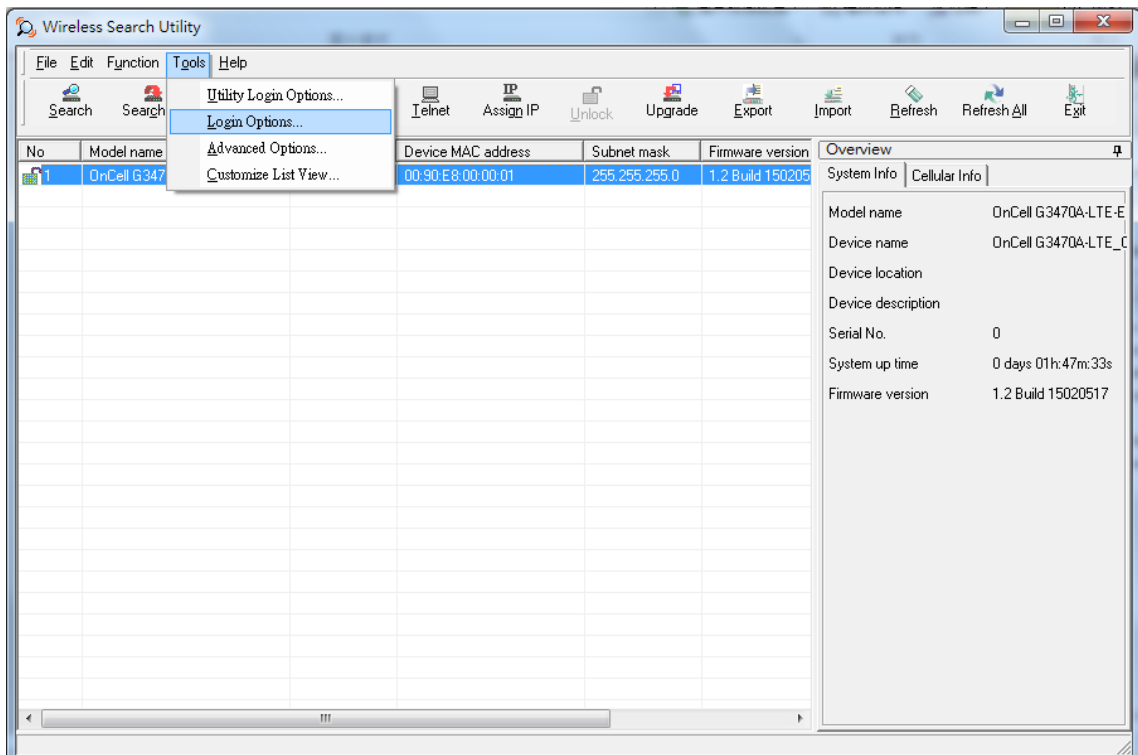 Wireless Search Utility
File Edit Function Tools Help
Search Search Telnet Assign IP Unlock Upgrade Export Import Refresh Refresh All Exit
IP
Utility Login Options...
Login Options...
Advanced Options...
Customize List View...
No Model name Device MAC address Subnet mask Firmware version
1 OnCell G347 00:90:E8:00:00:01 255.255.255.0 1.2 Build 150205
Overview
System Info Cellular Info
Model name OnCell G3470A-LTE-E
Device name OnCell G3470A-LTE_
Device location
Device description
Serial No. 0
System up time 0 days 01h:47m:33s
Firmware version 1.2 Build 15020517